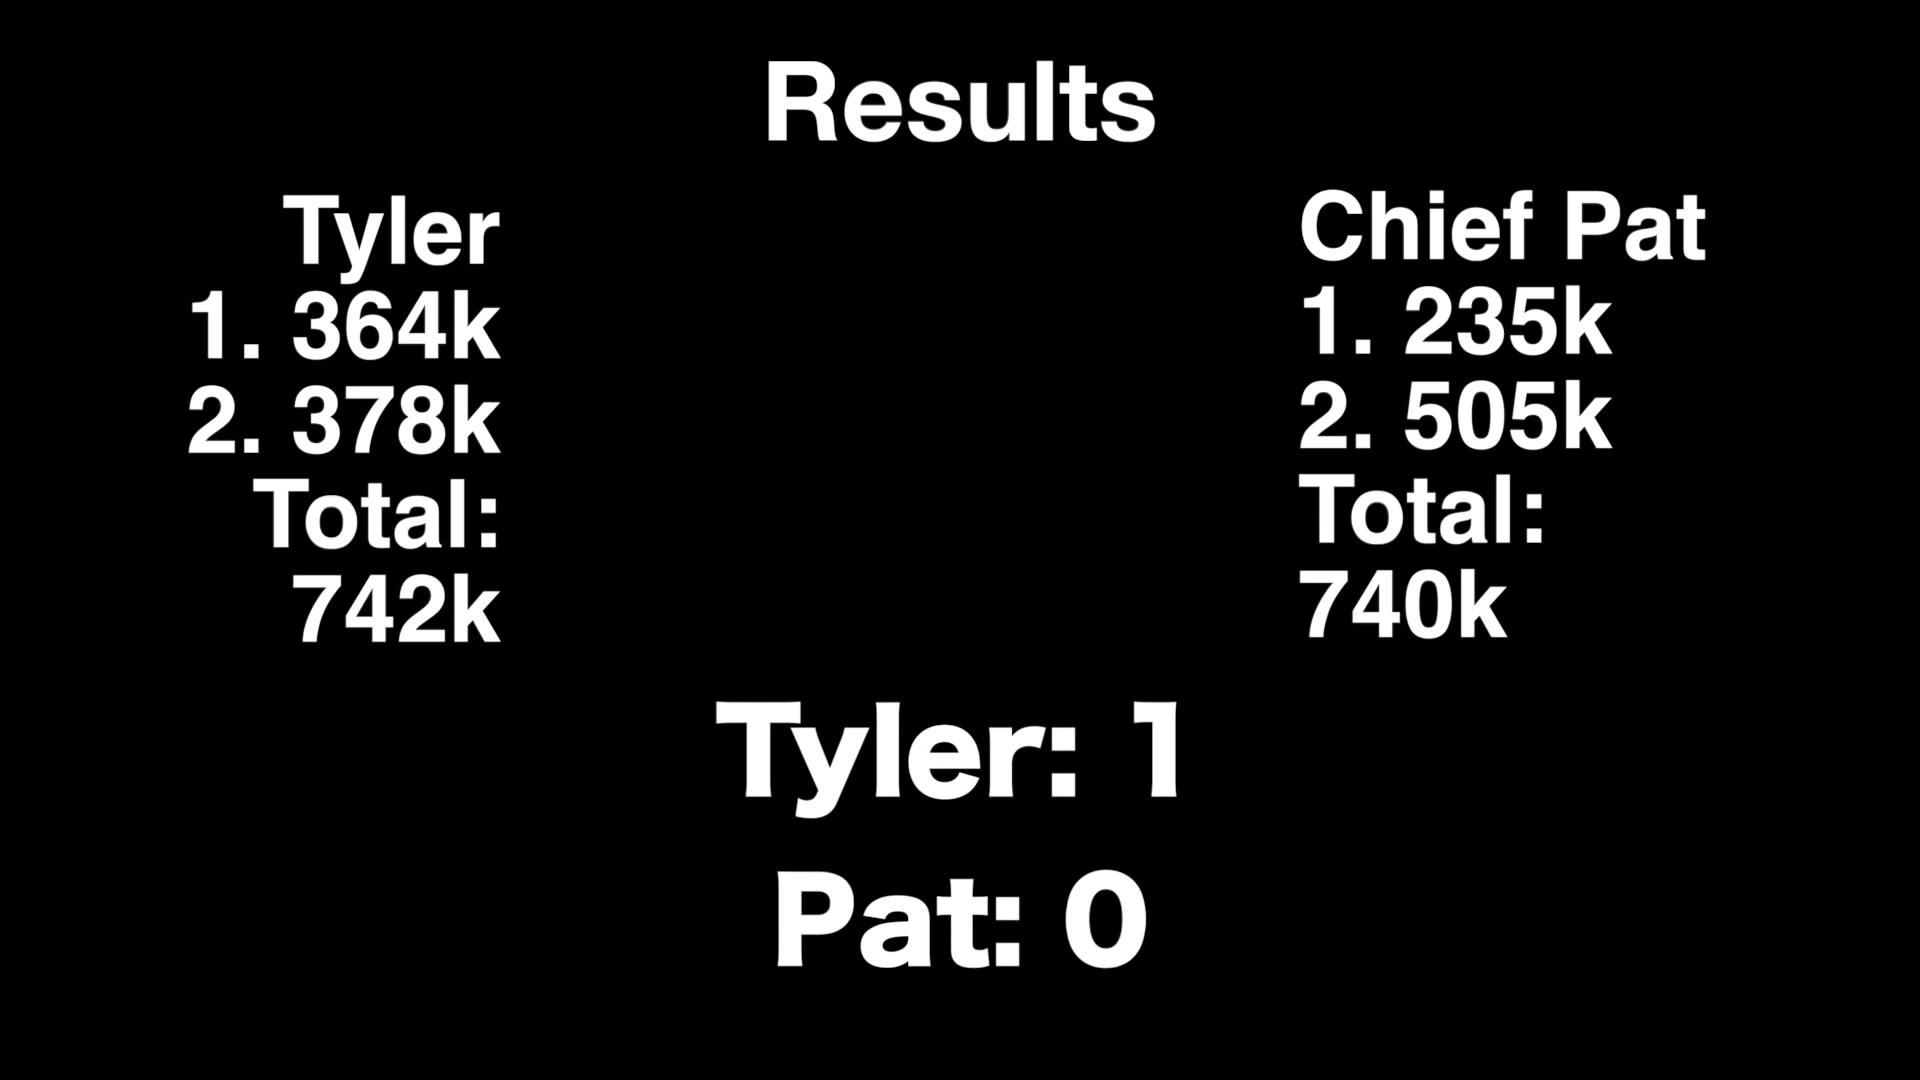 Results
Tyler
1. 364k
2. 378k
Total:
742k
Chief Pat
1. 235k
2. 505k
Total:
740k
Tyler: 1
Pat: 0